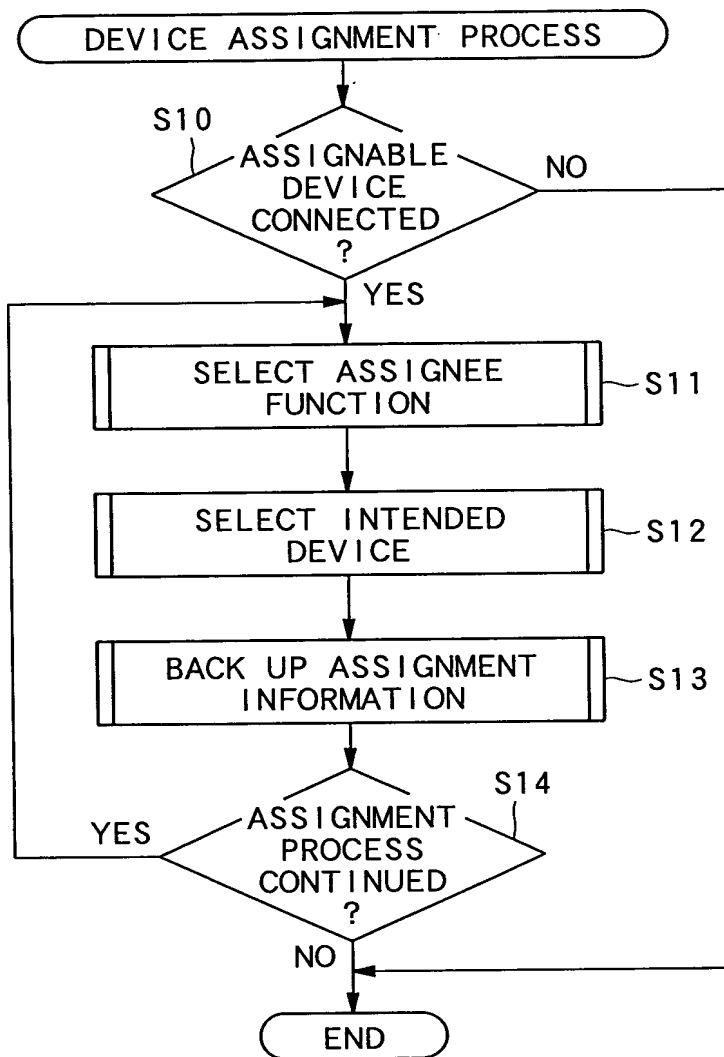 DEVICE ASSIGNMENT PROCESS
S10
ASSIGNABLE
DEVICE
CONNECTED
?
NO
YES
SELECT ASSIGNEE
FUNCTION
S11
SELECT INTENDED
DEVICE
S12
BACK UP ASSIGNMENT
INFORMATION
S13
S14
YES
ASSIGNMENT
PROCESS
CONTINUED
?
NO
END